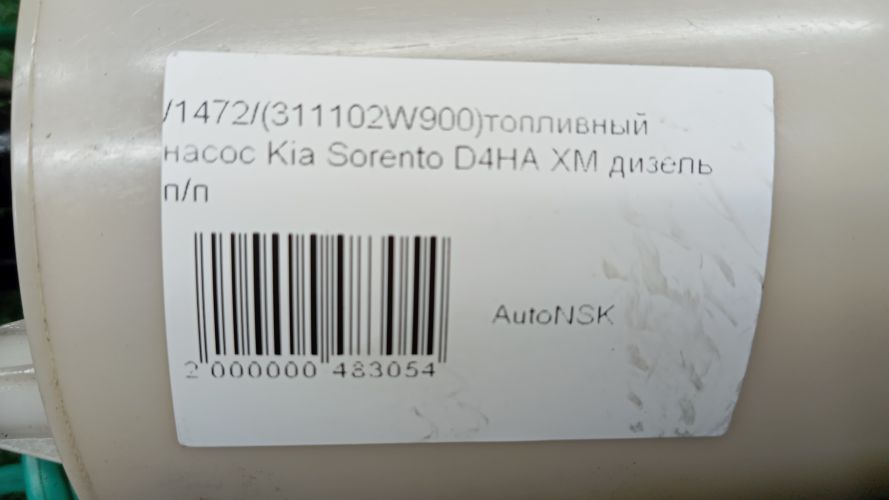 /1472/(311102W900)топливный
насос Kia Sorento D4HA XM дизель
п/п
AutoNSK
2 000000 483054